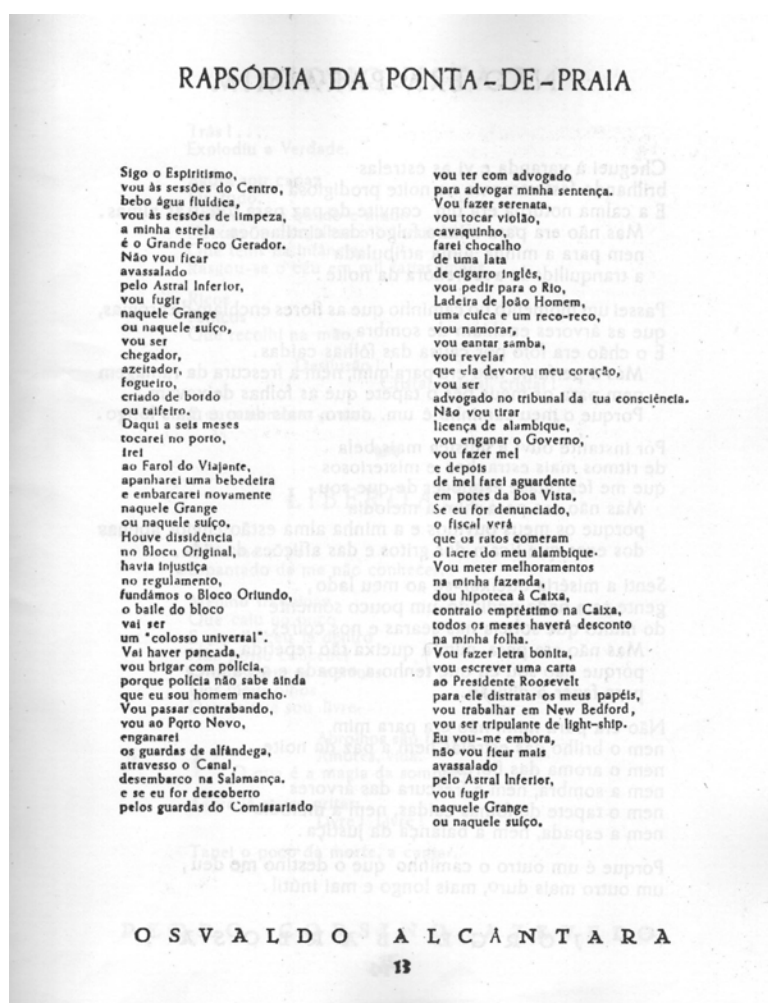 RAPSÓDIA DA PONTA-DE-PRAIA
Sigo o Espiritismo,
vou às sessões do Centro,
bebo água fluídica,
vou às sessões de limpeza,
a minha estrela
é o Grande Foco Gerador.
Não vou ficar
avassalado
pelo Astral Inferior,
vou fugir
naquele Grange
ou naquele suíço,
vou ser
chegador,
azeitador,
fogueiro,
criado de bordo
ou taifeiro.
Daqui a seis meses
tocarei no porto,
irei
ao Farol do Viajante,
apanharei uma bebedeira
e embarcarei novamente
naquele Grange
ou naquele suíço.
Houve dissidência
no Bloco Original,
havia injustiça
no regulamento,
fundámos o Bloco Oriundo,
o baile do bloco
vai ser
um "colosso universal".
Vai haver pancada,
vou brigar com polícia,
porque polícia não sabe ainda
que eu sou homem macho.
Vou passar contrabando,
vou ao Porto Novo,
enganarei
os guardas de alfândega,
atravesso o Canal,
desembarco na Salamança,
e se eu for descoberto
pelos guardas do Comissariado
vou ter com advogado
para advogar minha sentença.
Vou fazer serenata,
vou tocar violão,
cavaquinho,
farei chocalho
de uma lata
de cigarro inglês,
vou pedir para o Rio,
Ladeira de João Homem,
uma cuíca e um reco-reco,
vou namorar,
vou cantar samba,
vou revelar
que ela devorou meu coração,
vou ser
advogado no tribunal da tua consciência.
Não vou tirar
licença de alambique,
vou enganar o Governo,
vou fazer mel
e depois
de mel farei aguardente
em potes da Boa Vista,
Se eu for denunciado,
o fiscal verá
que os ratos comeram
o lacre do meu alambique.
Vou meter melhoramentos
na minha fazenda,
dou hipoteca à Caixa,
contraio empréstimo na Caixa,
todos os meses haverá desconto
na minha folha.
Vou fazer letra bonita,
vou escrever uma carta
ao Presidente Roosevelt
para ele distratar os meus papéis,
vou trabalhar em New Bedford,
vou ser tripulante de light-ship.
Eu vou-me embora,
não vou ficar mais
avassalado
pelo Astral Inferior,
vou fugir
naquele Grange
ou naquele suíço.
OSVALDO ALCÂNTARA
13